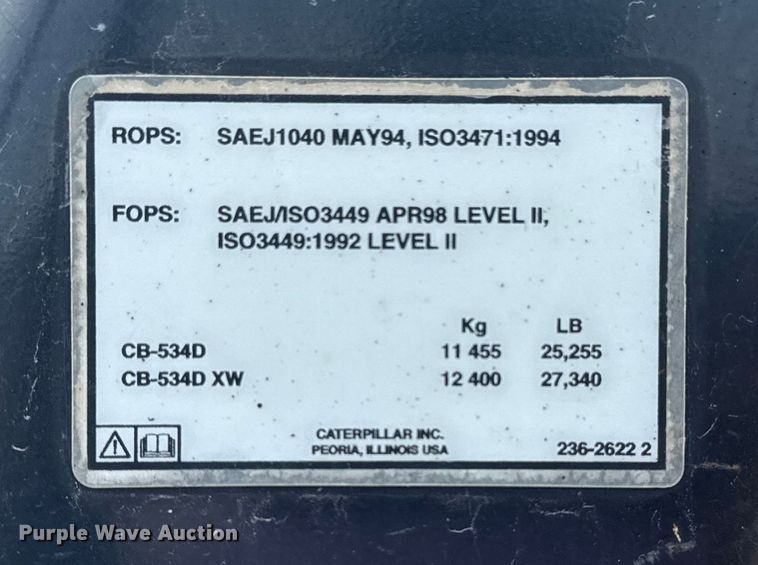 ROPS: SAEJ1040 MAY94, ISO3471:1994
FOPS: SAEJ/ISO3449 APR98 LEVEL II,
ISO3449:1992 LEVEL II
Kg LB
CB-534D 11 455 25,255
CB-534D XW 12 400 27,340
CATERPILLAR INC.
PEORIA, ILLINOIS USA
236-2622 2
Purple Wave Auction